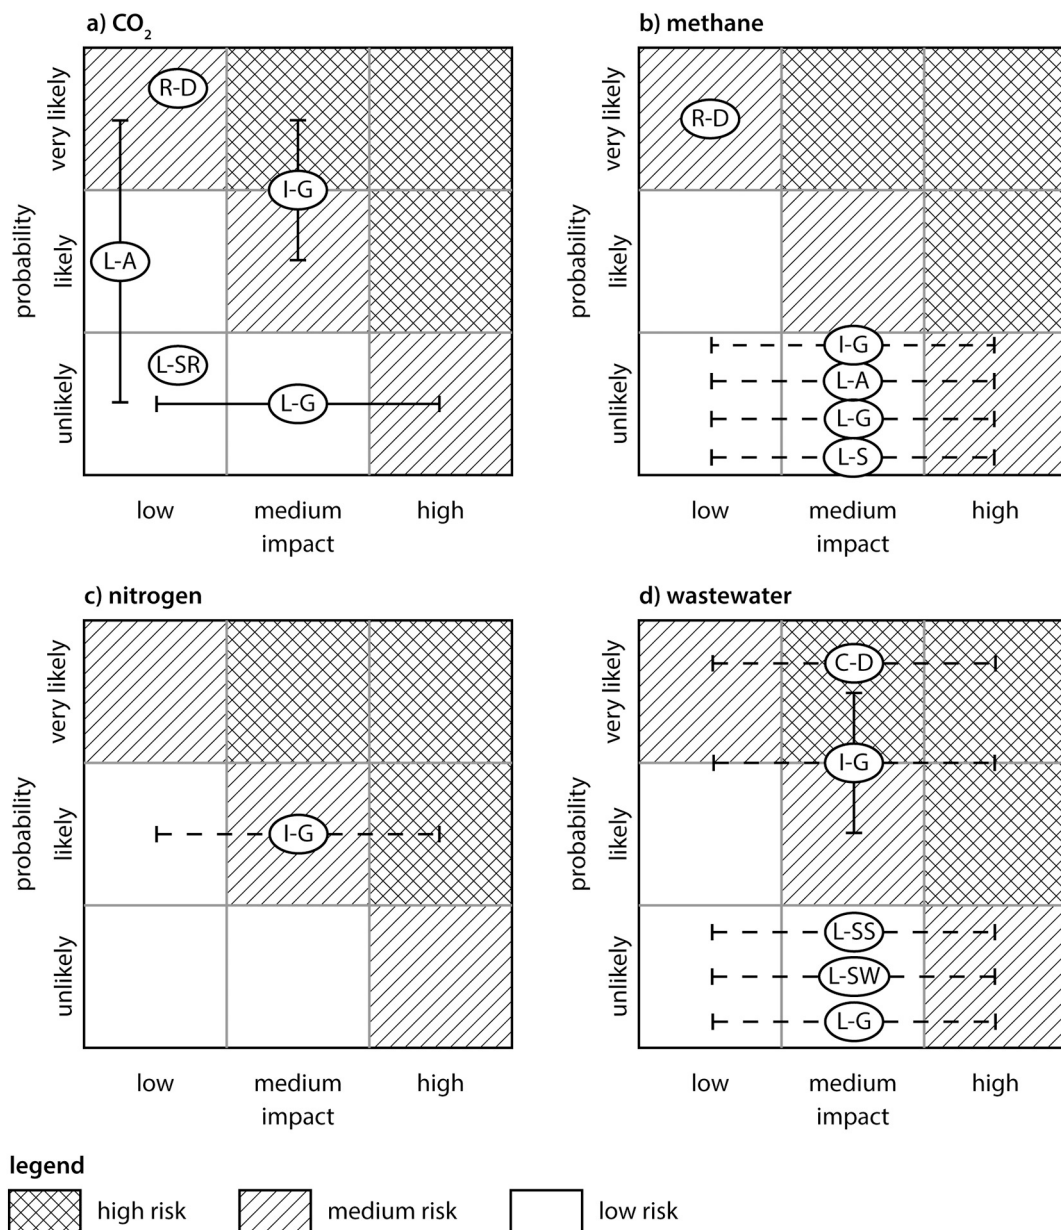 a) CO₂
very likely
likely
unlikely
probability
R-D
I-G
L-A
L-SR
L-G
low
medium
high
impact
b) methane
very likely
likely
unlikely
probability
R-D
I-G
L-A
L-G
L-S
low
medium
high
impact
c) nitrogen
very likely
likely
unlikely
probability
I-G
low
medium
high
impact
d) wastewater
very likely
likely
unlikely
probability
C-D
I-G
L-SS
L-SW
L-G
low
medium
high
impact
legend
high risk
medium risk
low risk